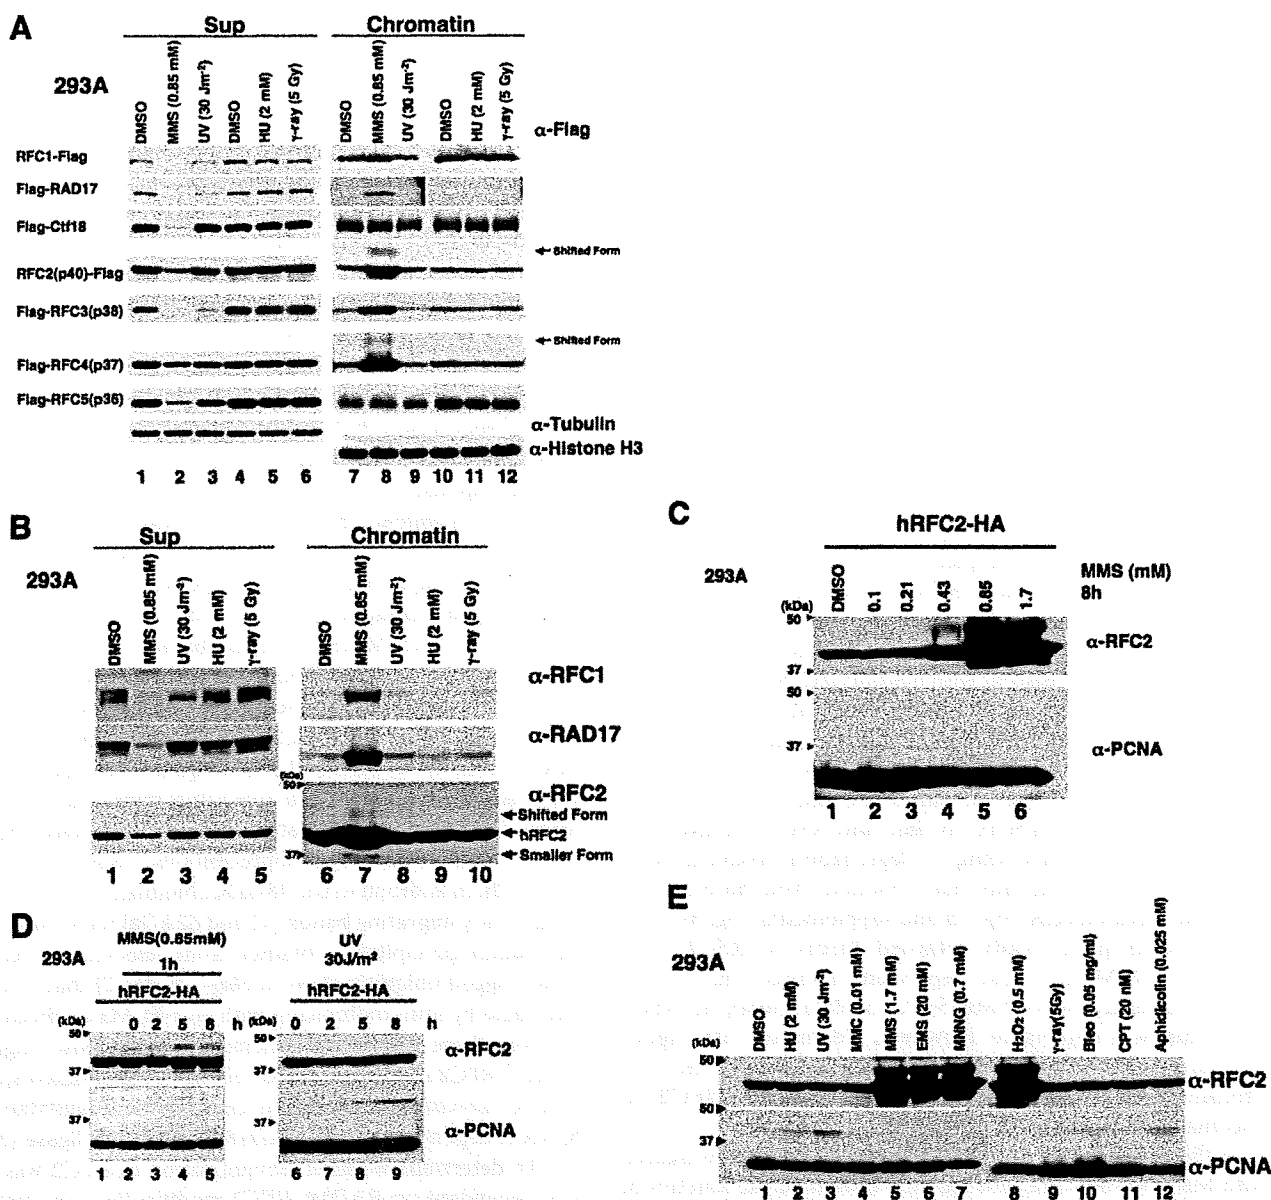 A
Sup
Chromatin
293A
DMSO
MMS (0.85 mM)
UV (30 Jm-2)
DMSO
HU (2 mM)
γ-ray (5 Gy)
DMSO
MMS (0.85 mM)
UV (30 Jm-2)
DMSO
HU (2 mM)
γ-ray (5 Gy)
α-Flag
RFC1-Flag
Flag-RAD17
Flag-Ctf18
Shifted Form
RFC2(p40)-Flag
Flag-RFC3(p38)
Shifted Form
Flag-RFC4(p37)
Flag-RFC5(p36)
α-Tubulin
α-Histone H3
1 2 3 4 5 6 7 8 9 10 11 12
B
Sup
Chromatin
293A
DMSO
MMS (0.85 mM)
UV (30 Jm-2)
HU (2 mM)
γ-ray (5 Gy)
DMSO
MMS (0.85 mM)
UV (30 Jm-2)
HU (2 mM)
γ-ray (5 Gy)
α-RFC1
α-RAD17
(kDa)
50
α-RFC2
Shifted Form
hRFC2
37
Smaller Form
1 2 3 4 5 6 7 8 9 10
C
hRFC2-HA
293A
DMSO
0.1
0.21
0.43
0.85
1.7
MMS (mM)
8h
(kDa)
50
α-RFC2
37
50
37
α-PCNA
1 2 3 4 5 6
D
293A
MMS(0.85mM)
1h
hRFC2-HA
0 2 5 8 h
UV
30J/m²
hRFC2-HA
0 2 5 8 h
(kDa)
50
37
37
(kDa)
50
37
37
α-RFC2
α-PCNA
1 2 3 4 5 6 7 8 9
E
293A
DMSO
HU (2 mM)
UV (30 Jm-2)
MMC (0.01 mM)
MMS (1.7 mM)
EMS (20 mM)
MNNG (0.7 mM)
H2O2 (0.5 mM)
γ-ray(5Gy)
Bleo (0.05 mg/ml)
CPT (20 nM)
Aphidicolin (0.025 mM)
(kDa)
50
α-RFC2
50
37
α-PCNA
1 2 3 4 5 6 7 8 9 10 11 12